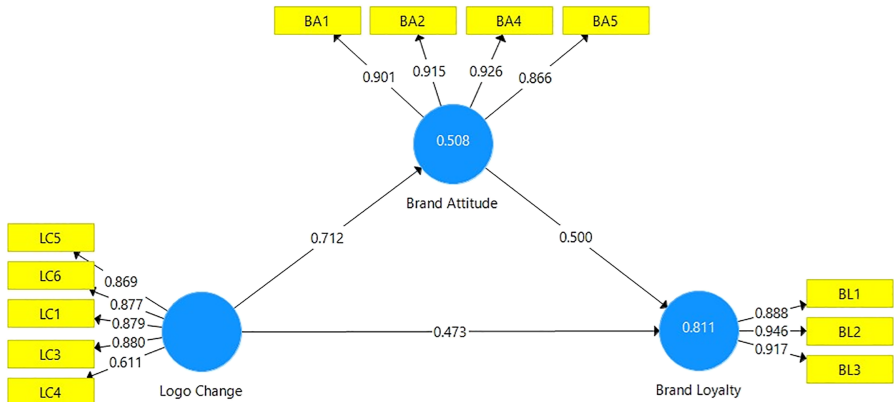 BA1 BA2 BA4 BA5
0.901 0.915 0.926 0.866
0.508
Brand Attitude
0.712 0.500
LC5
LC6
LC1
LC3
LC4
0.869
0.877
0.879
0.880
0.611
Logo Change
0.473
0.811
Brand Loyalty
0.888
0.946
0.917
BL1
BL2
BL3